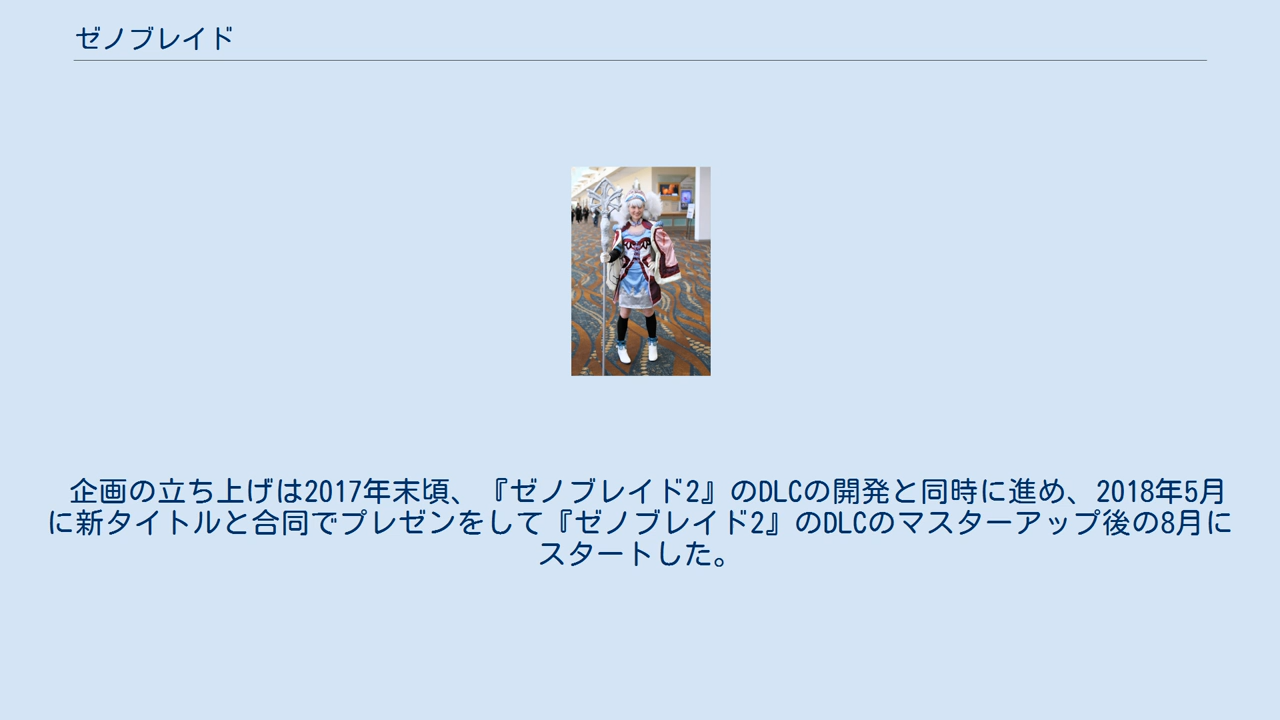 ゼノブレイド
企画の立ち上げは2017年末頃、『ゼノブレイド2』のDLCの開発と同時に進め、2018年5月
に新タイトルと合同でプレゼンをして『ゼノブレイド2』のDLCのマスターアップ後の8月に
スタートした。